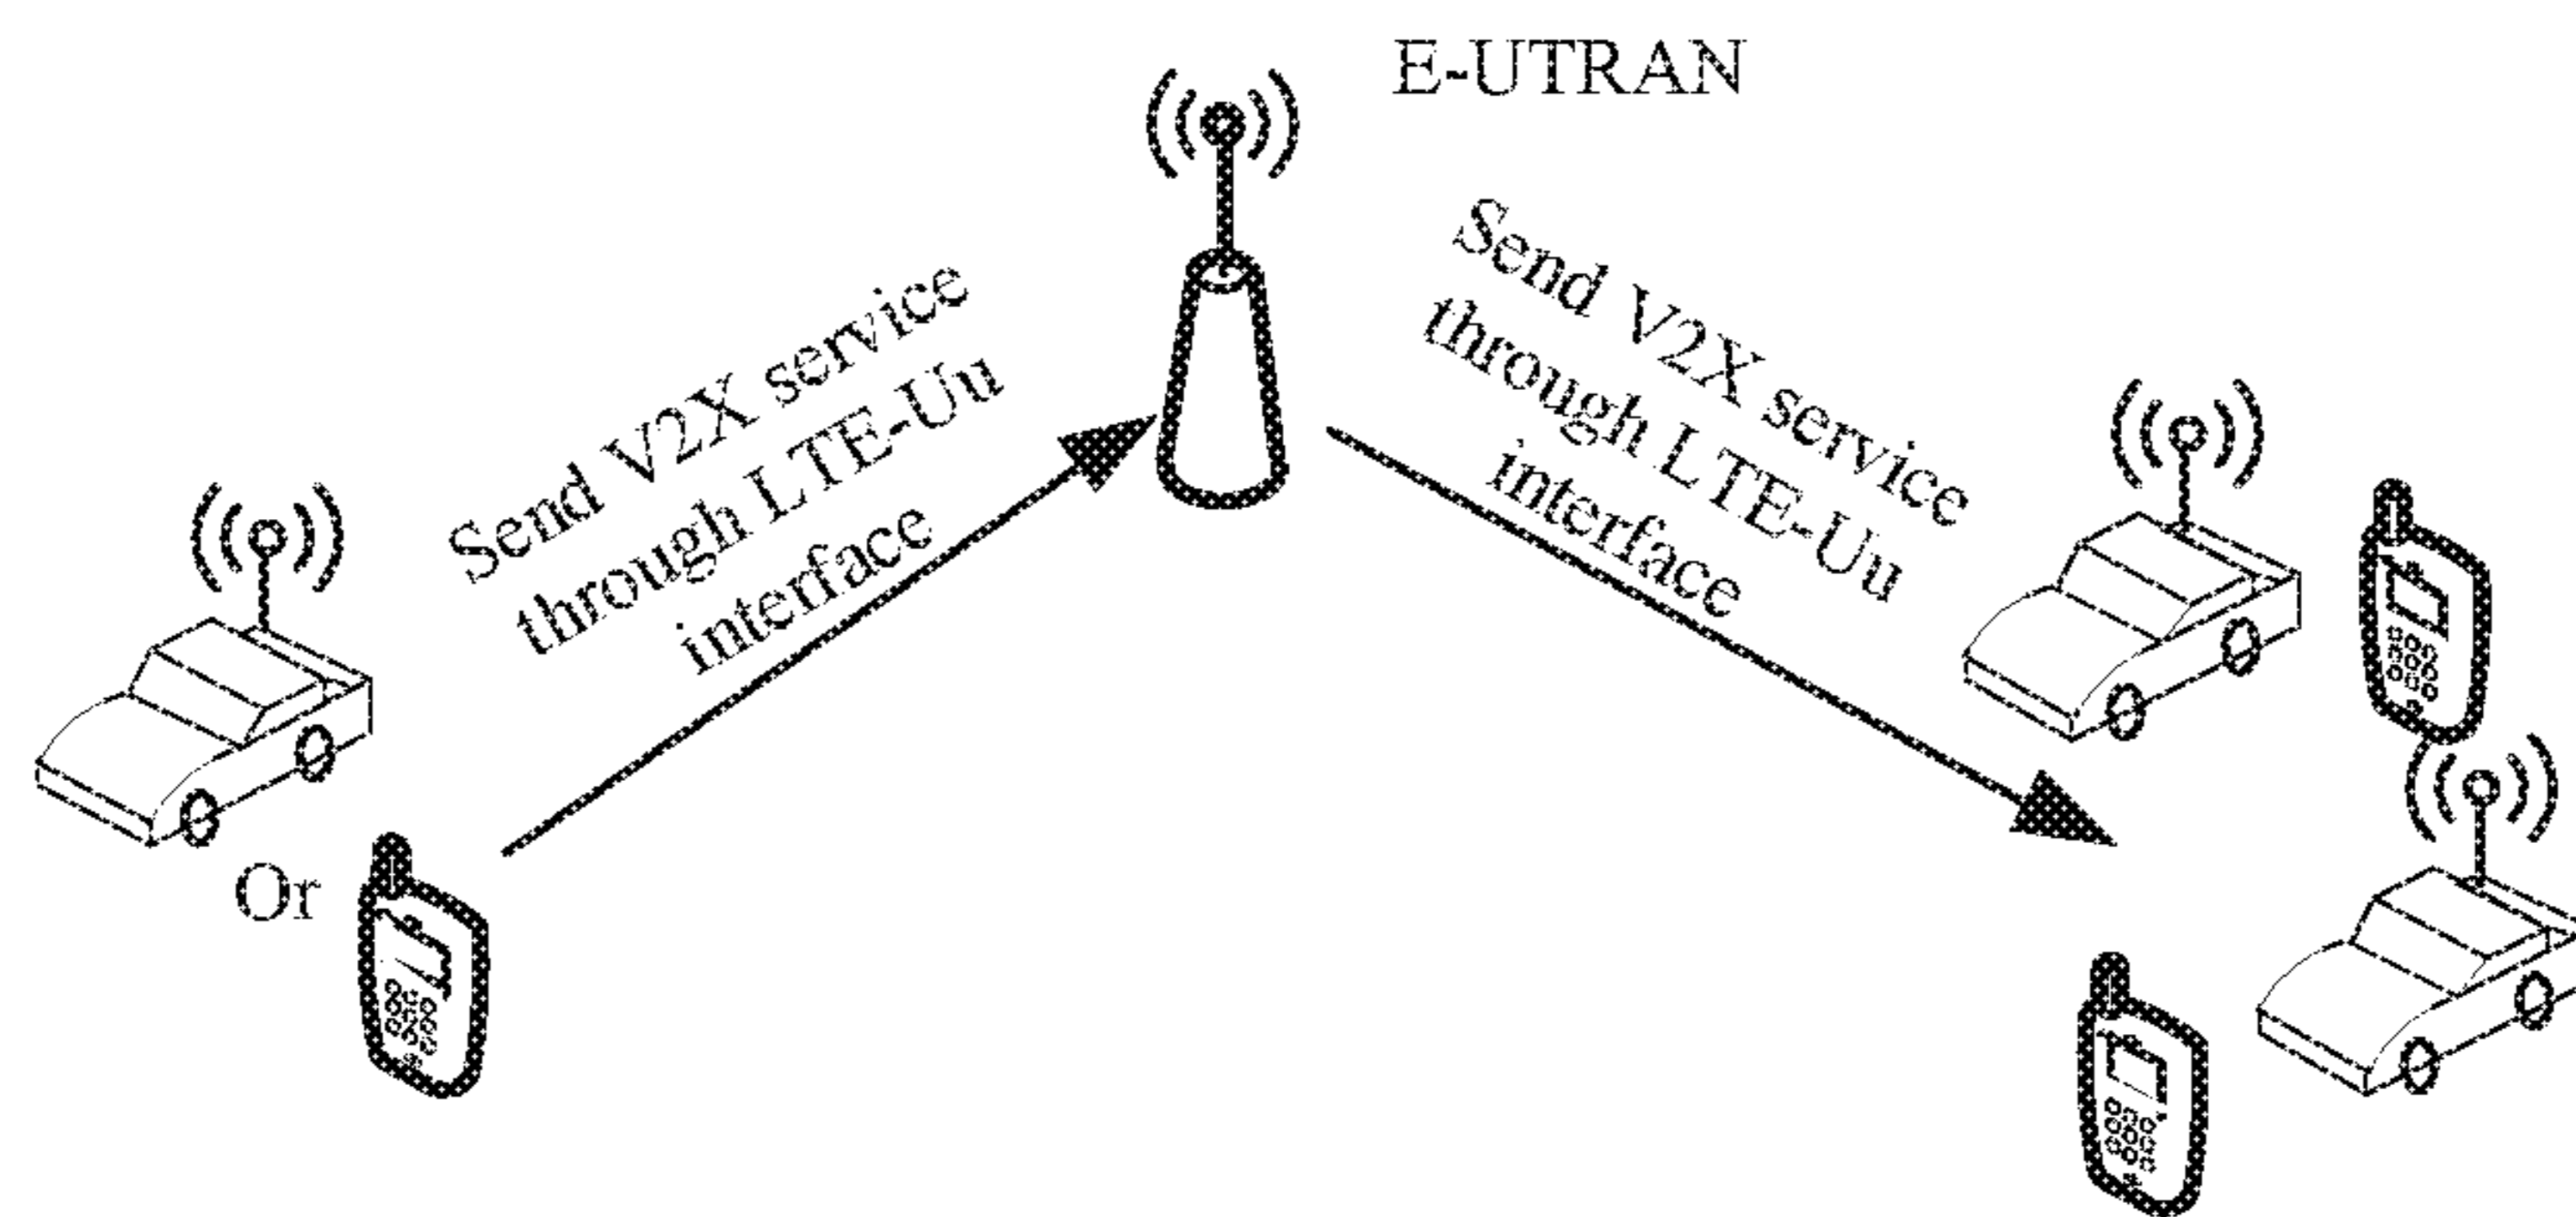 E-UTRAN
Send V2X service
through LTE-Uu
interface
Send V2X service
through LTE-Uu
interface
Or